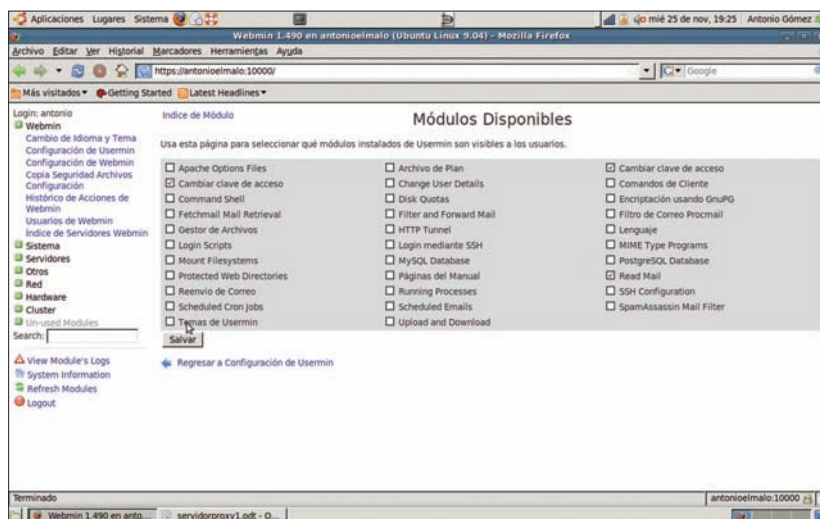 Aplicaciones Lugares Sistema mié 25 de nov, 19:25 Antonio Gómez
Webmin 1.490 en antonioelmalo (Ubuntu Linux 9.04) - Mozilla Firefox
Archivo Editar Ver Historial Marcadores Herramientas Ayuda
https://antonioelmalo:10000/ Google
Más visitados Getting Started Latest Headlines
Login: antonio
Webmin
Cambio de Idioma y Tema
Configuración de Usermin
Configuración de Webmin
Copia Seguridad Archivos
Configuración
Histórico de Acciones de
Webmin
Usuarios de Webmin
Índice de Servidores Webmin
Sistema
Servidores
Otros
Red
Hardware
Cluster
Un-used Modules
Search:
View Module's Logs
System Information
Refresh Modules
Logout
Indice de Módulo
Módulos Disponibles
Usa esta página para seleccionar qué módulos instalados de Usermin son visibles a los usuarios.
Apache Options Files Archivo de Plan Cambiar clave de acceso
Cambiar clave de acceso Change User Details Comandos de Cliente
Command Shell Disk Quotas Encriptación usando GnuPG
Fetchmail Mail Retrieval Filter and Forward Mail Filtro de Correo Procmail
Gestor de Archivos HTTP Tunnel Lenguaje
Login Scripts Login mediante SSH MIME Type Programs
Mount Filesystems MySQL Database PostgreSQL Database
Protected Web Directories Páginas del Manual Read Mail
Reenvio de Correo Running Processes SSH Configuration
Scheduled Cron Jobs Scheduled Emails SpamAssassin Mail Filter
Temas de Usermin Upload and Download
Salvar
Regresar a Configuración de Usermin
Terminado antonioelmalo:10000
Webmin 1.490 en anto... servidorproxy1.odt - O...